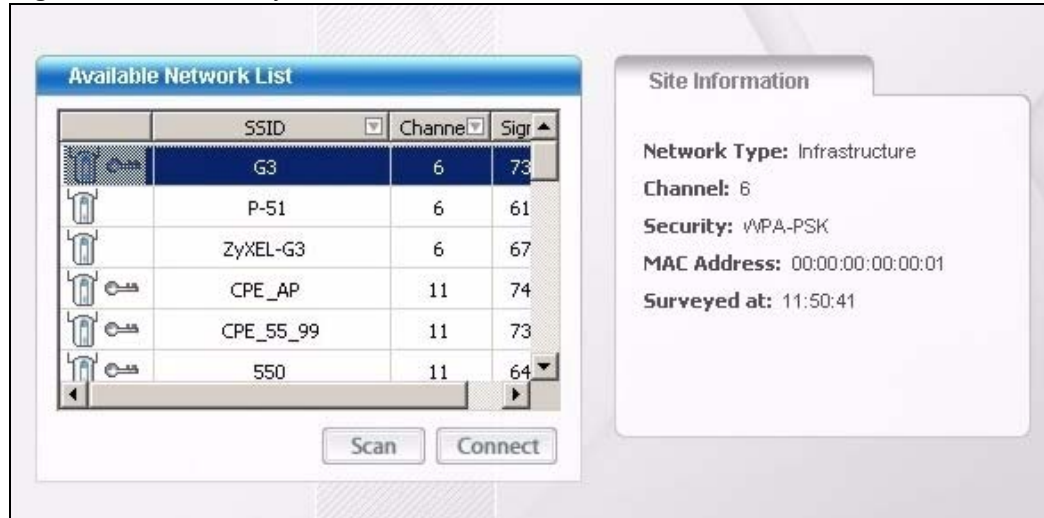 Available Network List
SSID Channe Sigr
G3 6 73
P-51 6 61
ZyXEL-G3 6 67
CPE_AP 11 74
CPE_55_99 11 73
550 11 64
Scan Connect
Site Information
Network Type: Infrastructure
Channel: 6
Security: WPA-PSK
MAC Address: 00:00:00:00:00:01
Surveyed at: 11:50:41